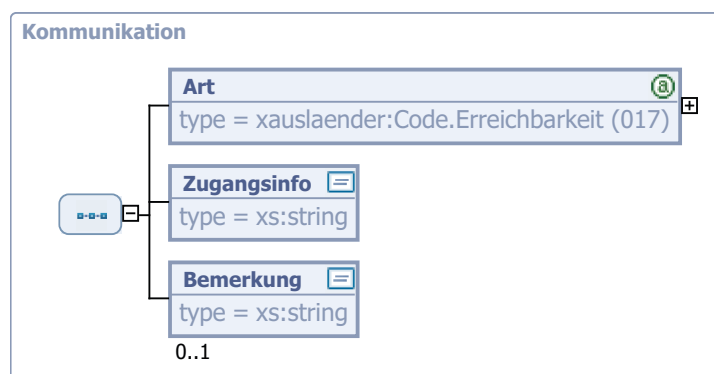 Kommunikation
Art
type = xauslaender:Code.Erreichbarkeit (017)
Zugangsinfo
type = xs:string
Bemerkung
type = xs:string
0..1